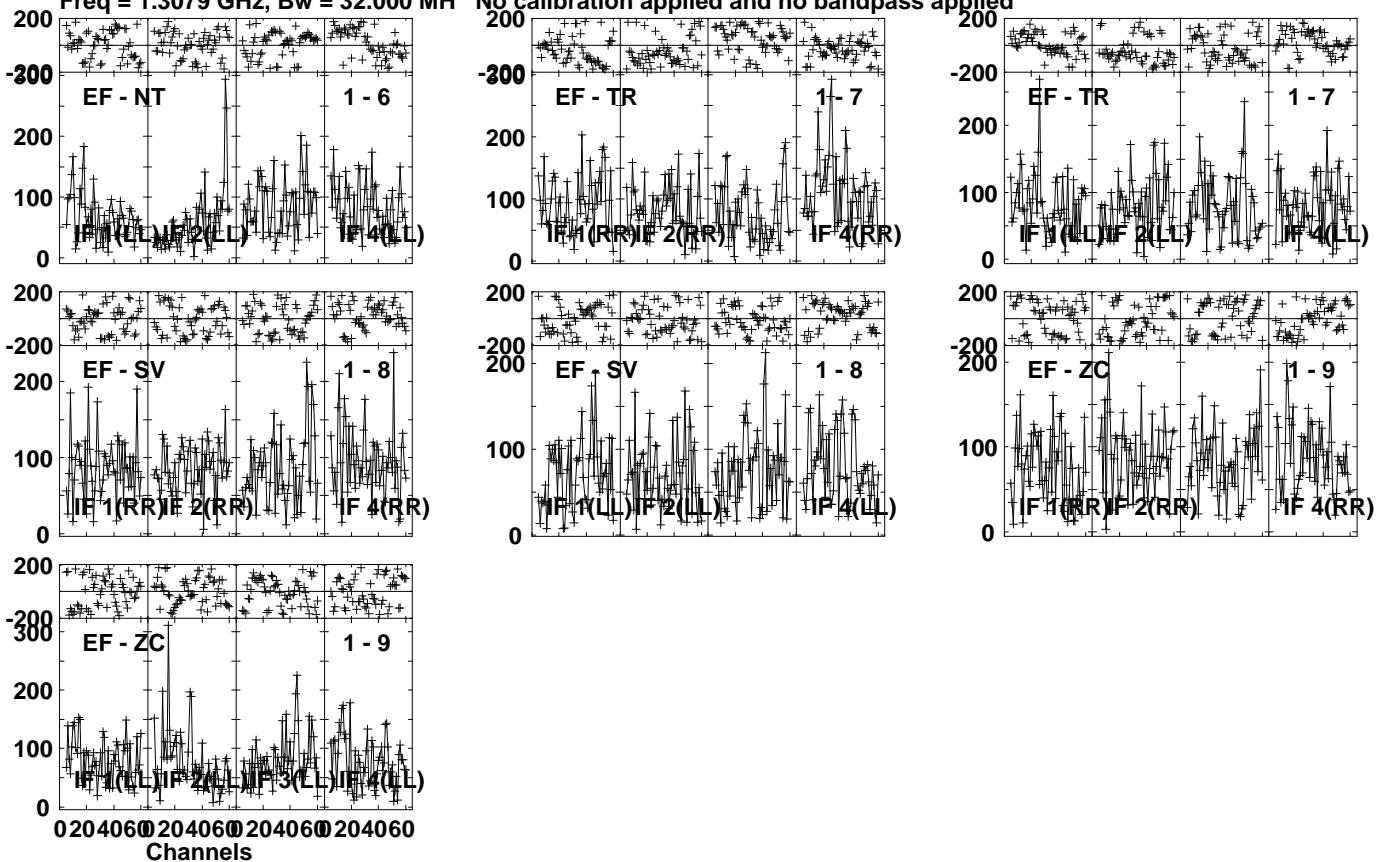 Freq = 1.3079 GHz, Bw = 32.000 MH No calibration applied and no bandpass applied
200 200 200
-200 -200 -200
300 300
EF - NT 1 - 6 EF - TR 1 - 7 EF - TR 1 - 7
200 200 200
100 100 100
IF 1(LL) IF 2(LL) IF 4(LL) IF 1(RR) IF 2(RR) IF 4(RR) IF 1(LL) IF 2(LL) IF 4(LL)
0 0 0
200 200 200
-200 -200 -200
EF - SV 1 - 8 EF - SV 1 - 8 EF - ZC 1 - 9
200 200 200
100 100 100
IF 1(RR) IF 2(RR) IF 4(RR) IF 1(LL) IF 2(LL) IF 4(LL) IF 1(RR) IF 2(RR) IF 4(RR)
0 0 0
200
-200
300
EF - ZC 1 - 9
200
100
IF 1(LL) IF 2(LL) IF 3(LL) IF 4(LL)
0
0 20 40 60 0 20 40 60 0 20 40 60 0 20 40 60
Channels